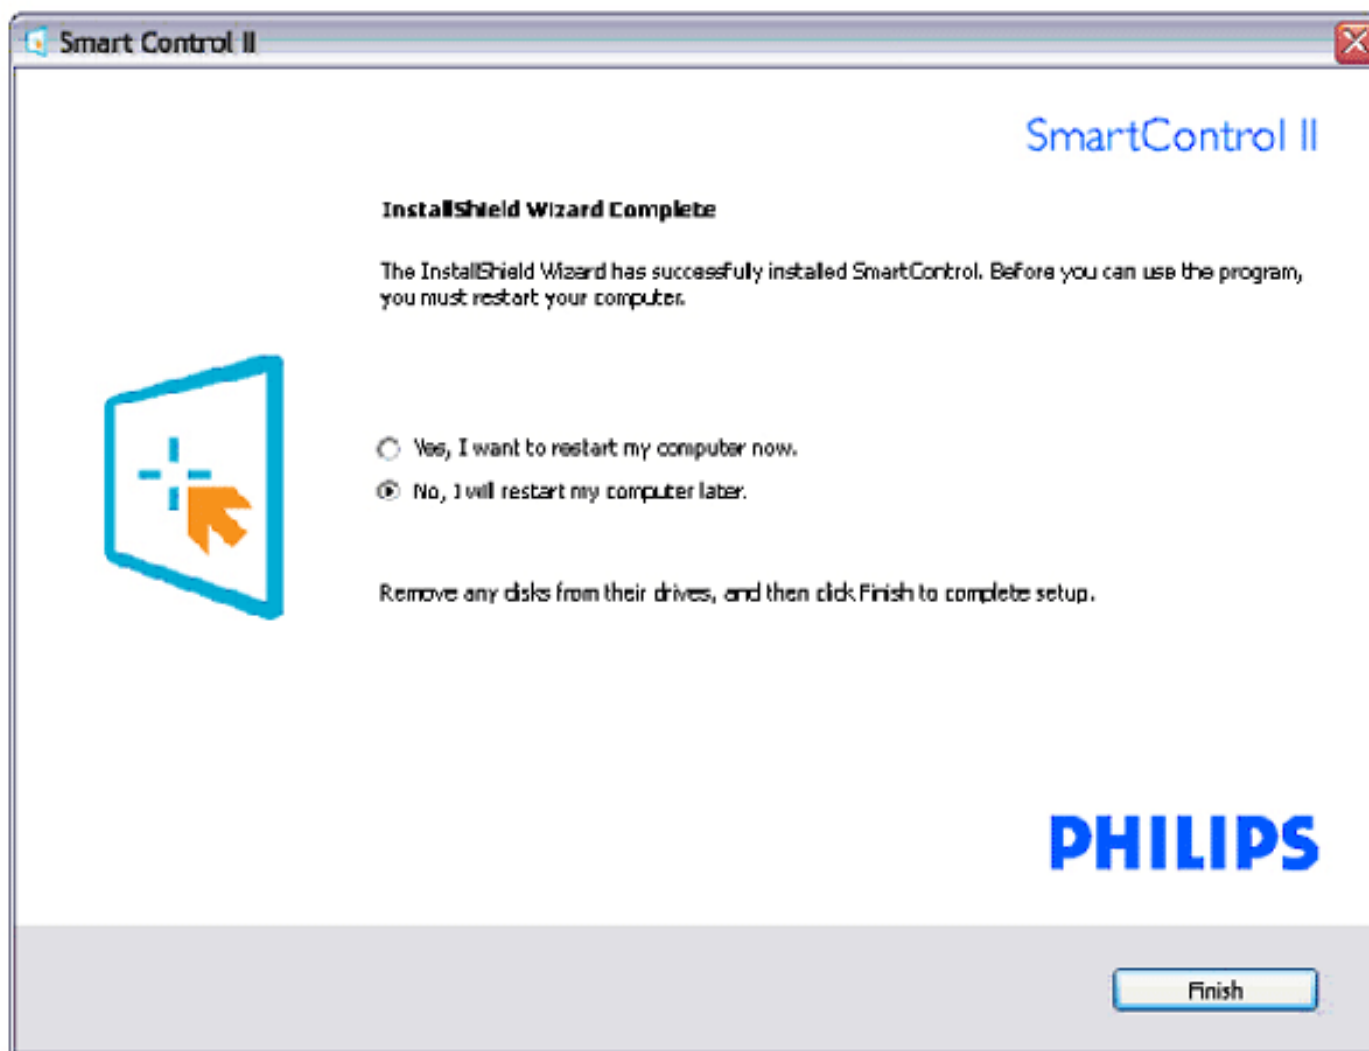 Smart Control II
SmartControl II
InstallShield Wizard Complete
The InstallShield Wizard has successfully installed SmartControl. Before you can use the program,
you must restart your computer.
Yes, I want to restart my computer now.
No, I will restart my computer later.
Remove any disks from their drives, and then click Finish to complete setup.
PHILIPS
Finish